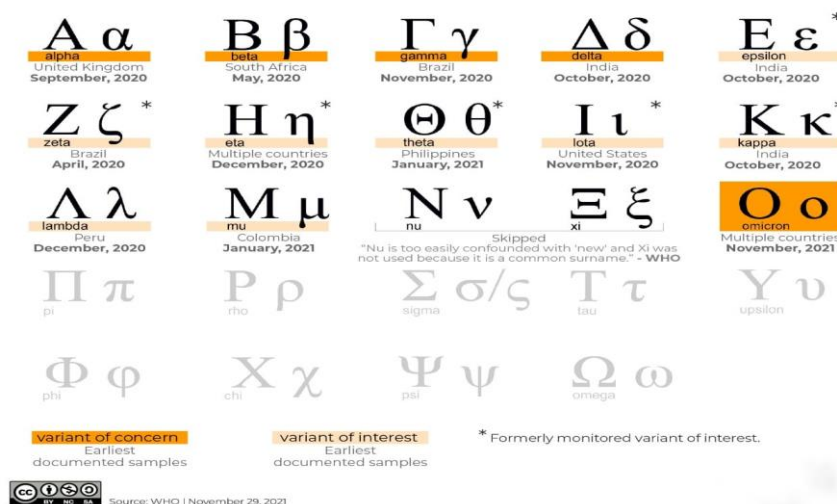 Α α Β β Γ γ Δ δ Ε ε *
alpha beta gamma delta epsilon
United Kingdom South Africa Brazil India India
September, 2020 May, 2020 November, 2020 October, 2020 October, 2020
Ζ ζ * Η η * Θ θ * Ι ι * Κ κ *
zeta eta theta Iota kappa
Brazil Multiple countries Philippines United States India
April, 2020 December, 2020 January, 2021 November, 2020 October, 2020
Λ λ Μ μ Ν ν Ξ ξ Ο ο
lambda mu nu xi omicron
Peru Colombia Skipped Multiple countries
December, 2020 January, 2021 "Nu is too easily confounded with 'new' and Xi was November, 2021
not used because it is a common surname." - WHO
Π π Ρ ρ Σ σ/ς Τ τ Υ υ
pi rho sigma tau upsilon
Φ φ Χ χ Ψ ψ Ω ω
phi chi psi omega
variant of concern variant of interest * Formerly monitored variant of interest.
Earliest Earliest
documented samples documented samples
cc BY NC SA Source: WHO | November 29, 2021